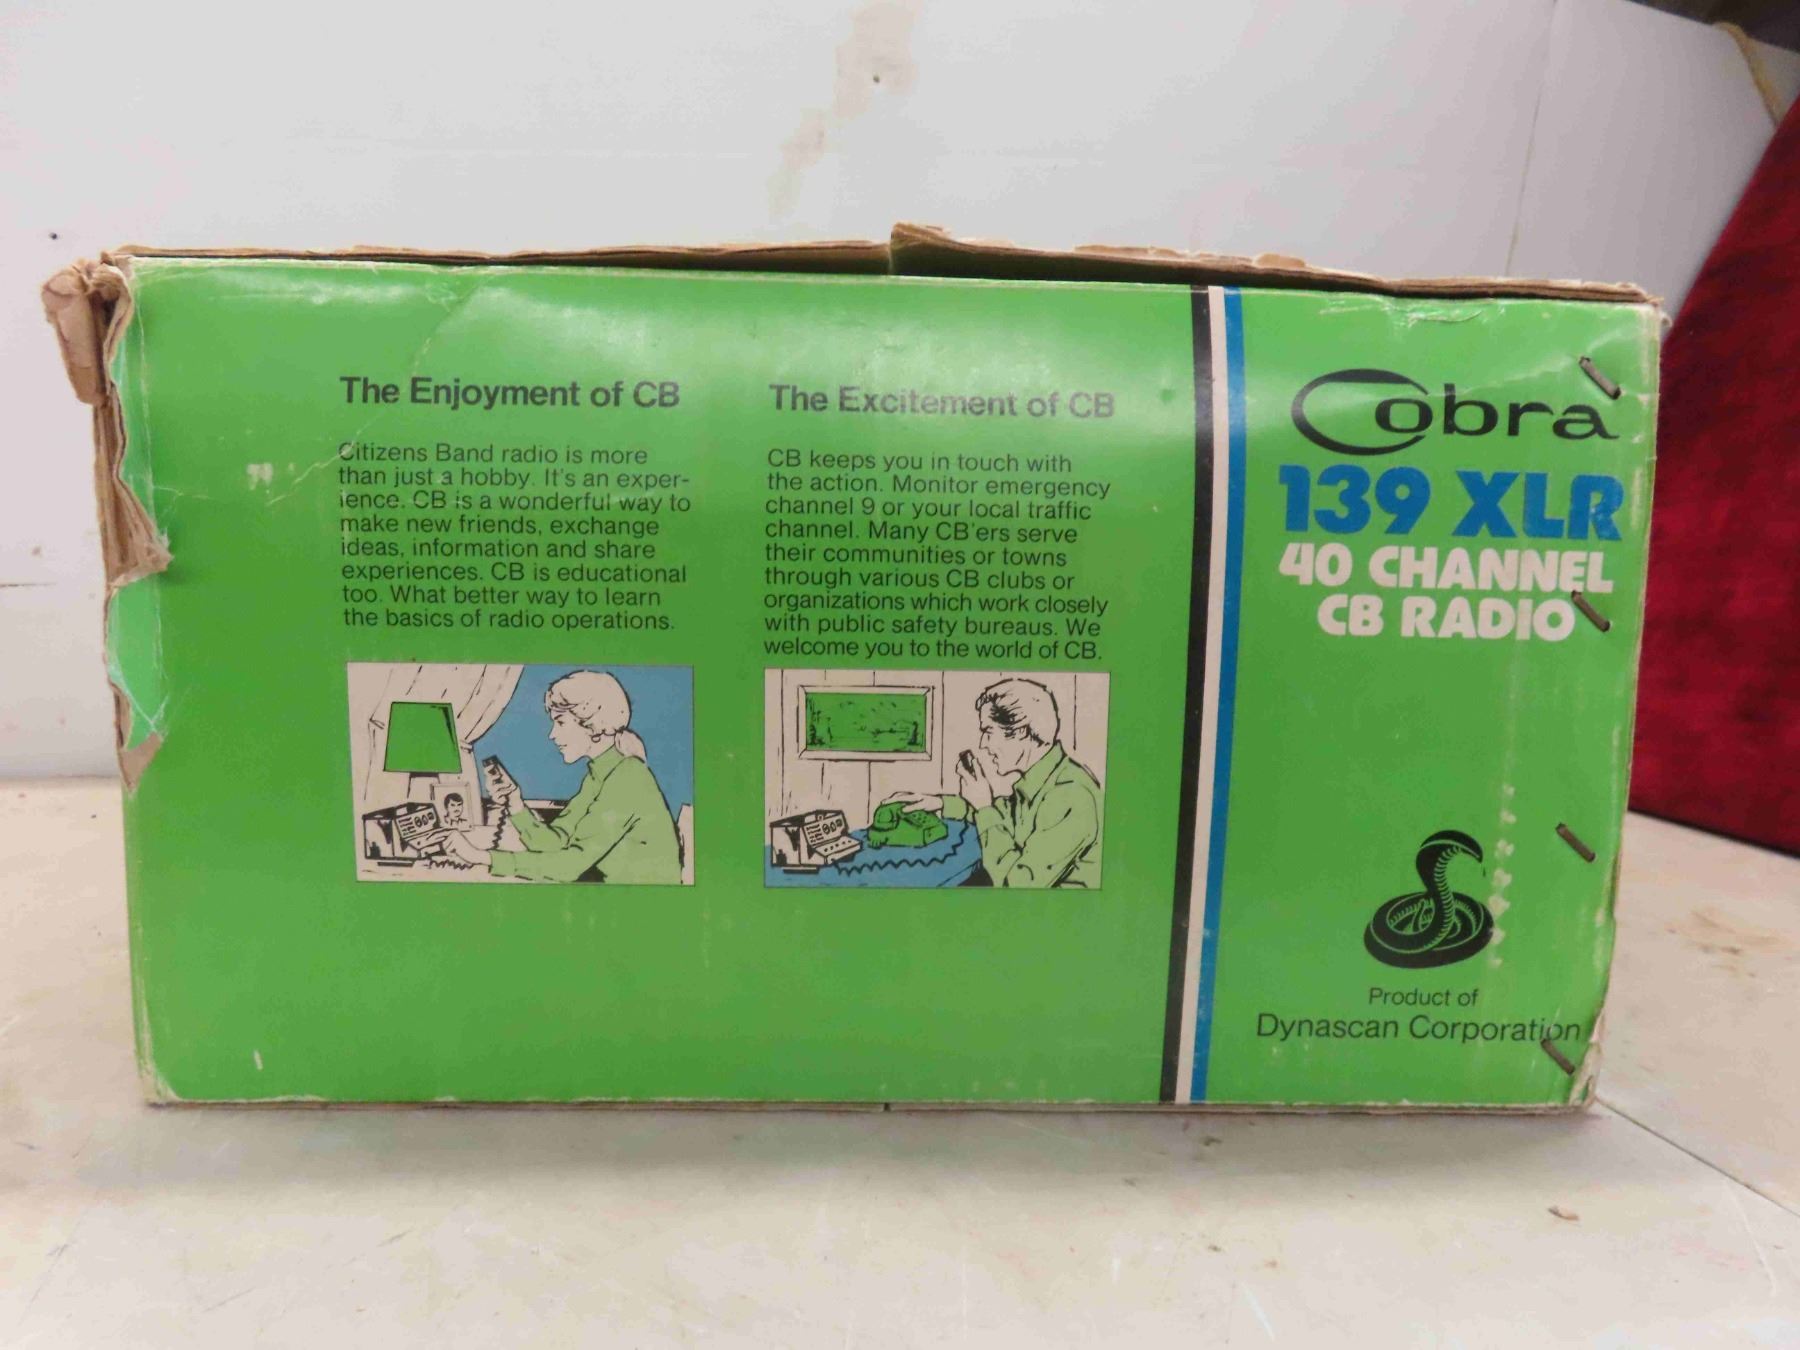 The Enjoyment of CB
Citizens Band radio is more
than just a hobby. It's an exper-
ience. CB is a wonderful way to
make new friends, exchange
ideas, information and share
experiences. CB is educational
too. What better way to learn
the basics of radio operations.
The Excitement of CB
CB keeps you in touch with
the action. Monitor emergency
channel 9 or your local traffic
channel. Many CB'ers serve
their communities or towns
through various CB clubs or
organizations which work closely
with public safety bureaus. We
welcome you to the world of CB.
Cobra
139 XLR
40 CHANNEL
CB RADIO
Product of
Dynascan Corporation